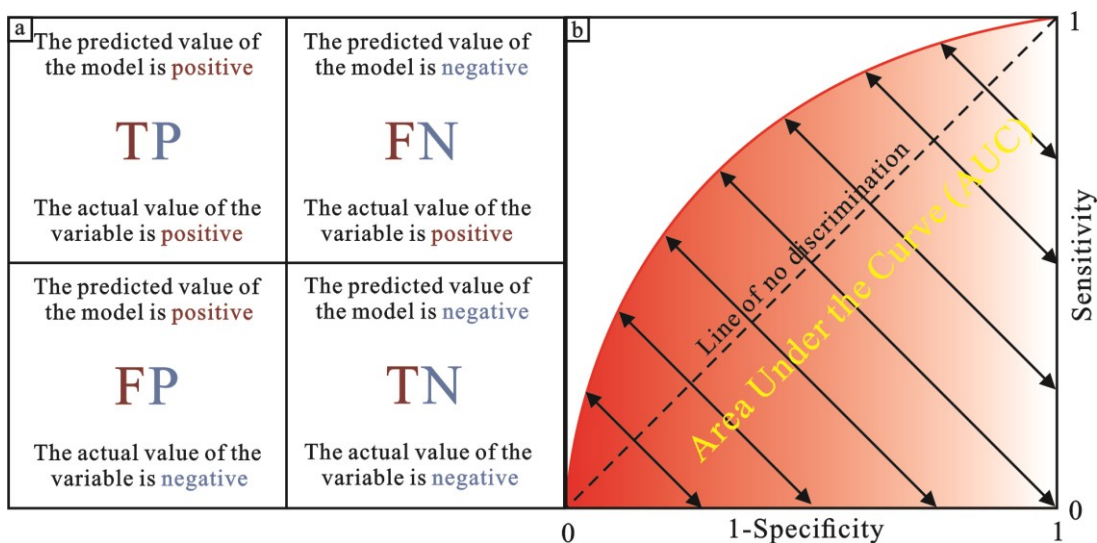 a
The predicted value of
the model is positive
TP
The actual value of the
variable is positive
The predicted value of
the model is negative
FN
The actual value of the
variable is positive
The predicted value of
the model is positive
FP
The actual value of the
variable is negative
The predicted value of
the model is negative
TN
The actual value of the
variable is negative
b
Line of no discrimination
Area Under the Curve (AUC)
1
Sensitivity
0
0
1-Specificity
1